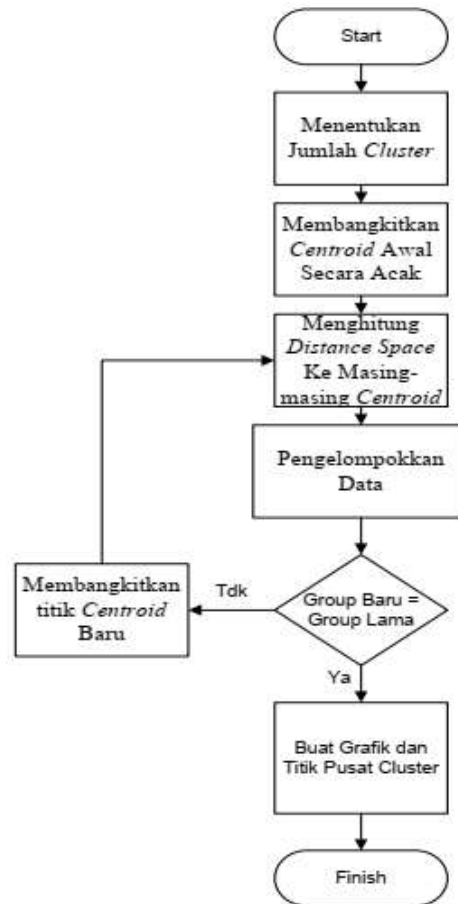 Start
Menentukan
Jumlah Cluster
Membangkitkan
Centroid Awal
Secara Acak
Menghitung
Distance Space
Ke Masing-
masing Centroid
Pengelompokkan
Data
Group Baru =
Group Lama
Tdk
Membangkitkan
titik Centroid
Baru
Ya
Buat Grafik dan
Titik Pusat Cluster
Finish